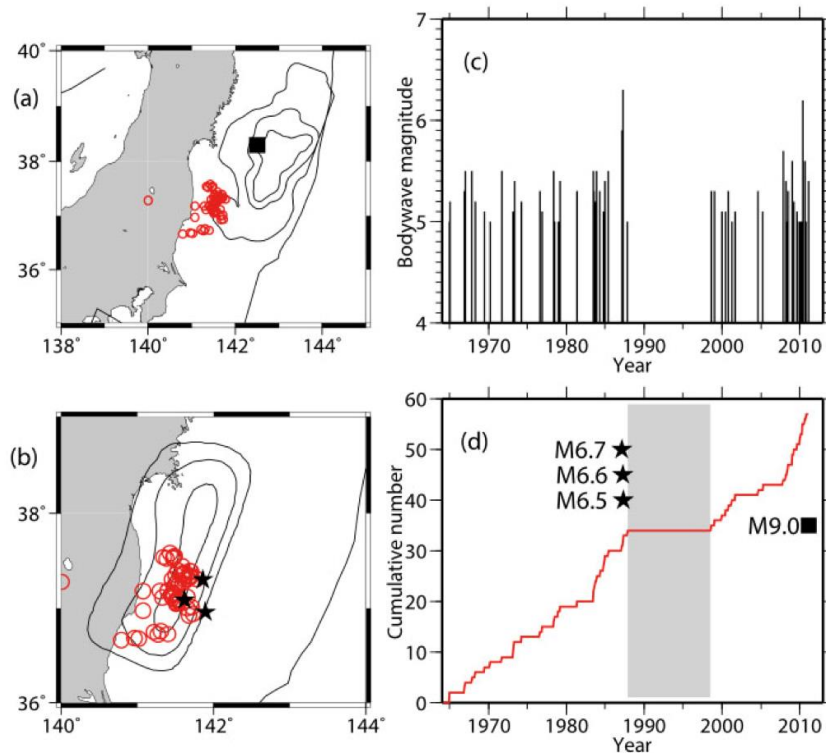 (a)
40˚
38˚
36˚
138˚ 140˚ 142˚ 144˚
(c)
Bodywave magnitude
7
6
5
4
1970 1980 1990 2000 2010
Year
(b)
38˚
36˚
140˚ 142˚ 144˚
(d)
Cumulative number
60
50
40
30
20
10
0
M6.7
M6.6
M6.5
M9.0
1970 1980 1990 2000 2010
Year